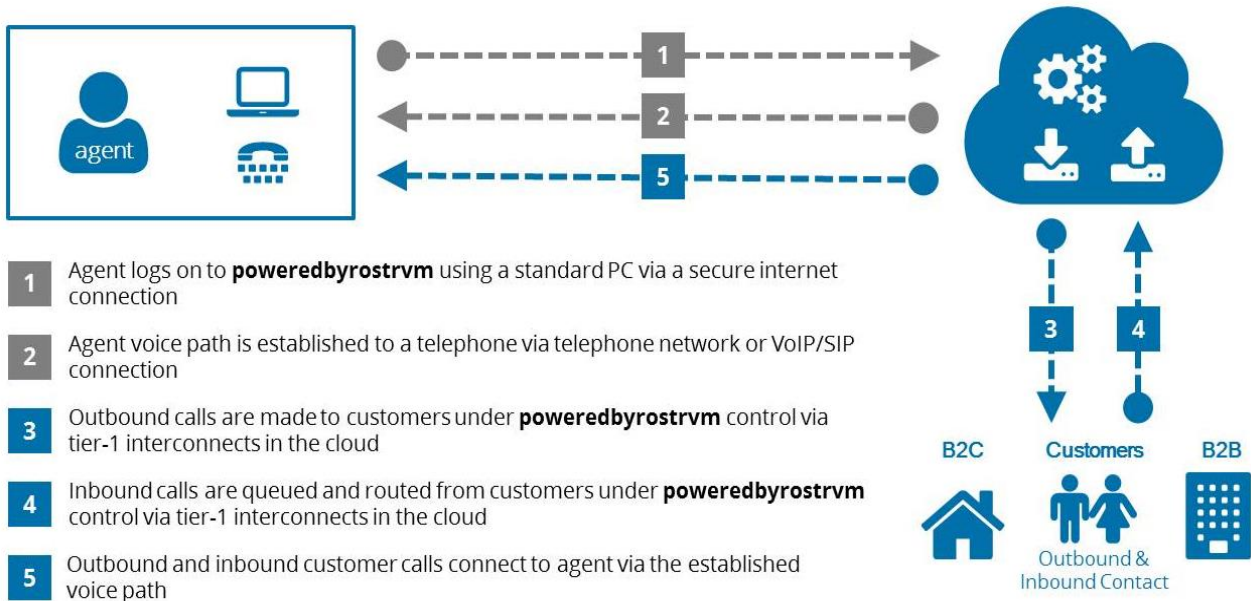 agent
1
2
5
3
4
1
Agent logs on to poweredbyrostrvm using a standard PC via a secure internet
connection
2
Agent voice path is established to a telephone via telephone network or VoIP/SIP
connection
3
Outbound calls are made to customers under poweredbyrostrvm control via
tier-1 interconnects in the cloud
4
Inbound calls are queued and routed from customers under poweredbyrostrvm
control via tier-1 interconnects in the cloud
5
Outbound and inbound customer calls connect to agent via the established
voice path
B2C
Customers
B2B
Outbound &
Inbound Contact